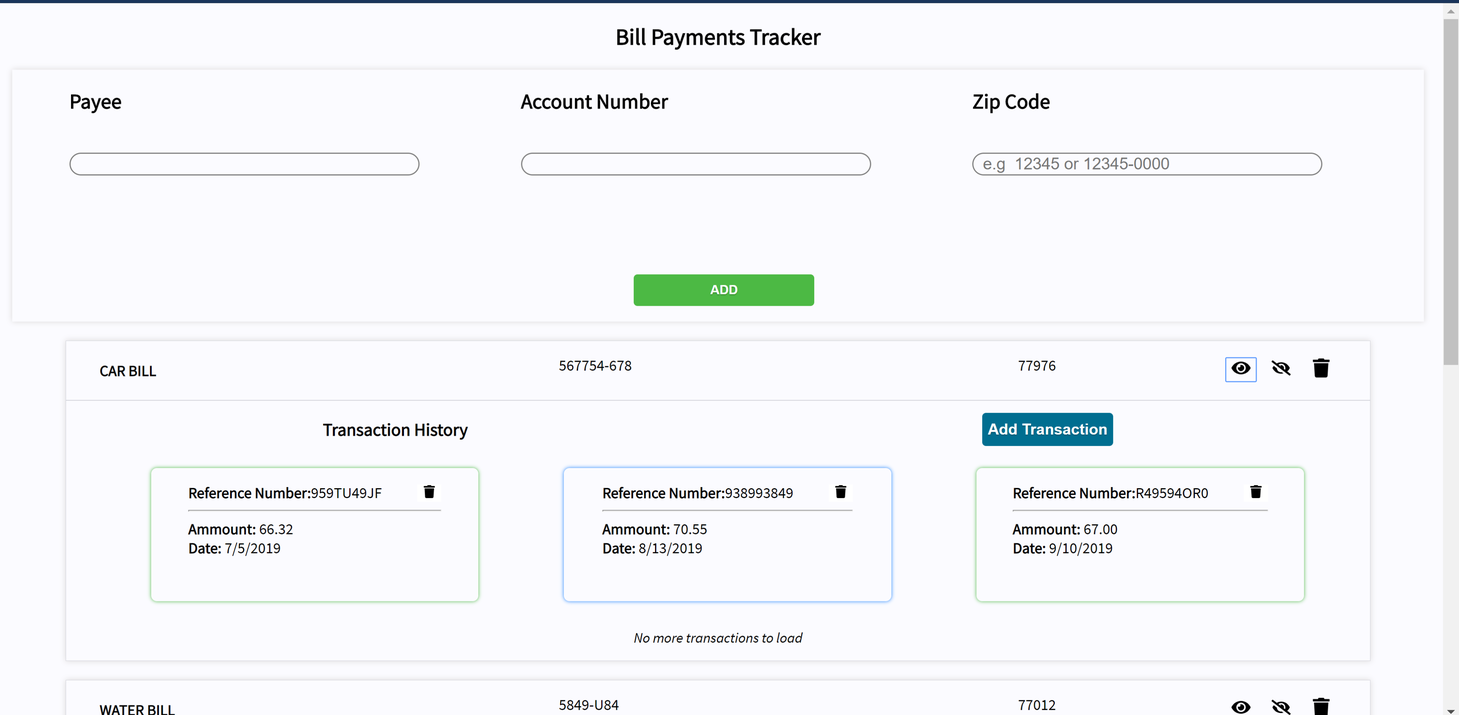 Bill Payments Tracker
Payee
Account Number
Zip Code
e.g 12345 or 12345-0000
ADD
CAR BILL
567754-678
77976
Transaction History
Add Transaction
Reference Number:959TU49JF
Ammount: 66.32
Date: 7/5/2019
Reference Number:938993849
Ammount: 70.55
Date: 8/13/2019
Reference Number:R49594OR0
Ammount: 67.00
Date: 9/10/2019
No more transactions to load
WATER BILL
5849-U84
77012